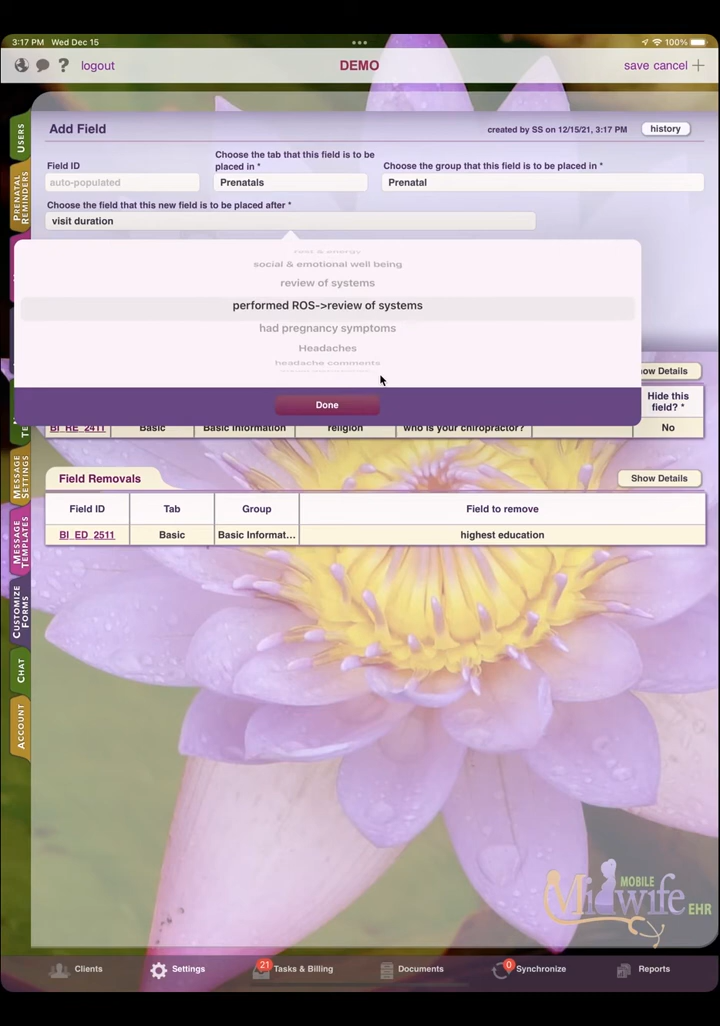 3:17 PM Wed Dec 15
100%
logout
DEMO
save cancel
USERS
PRENATAL REMINDERS
Add Field
created by SS on 12/15/21, 3:17 PM
history
Field ID
Choose the tab that this field is to be placed in *
Choose the group that this field is to be placed in *
auto-populated
Prenatals
Prenatal
Choose the field that this new field is to be placed after *
visit duration
rest & energy
social & emotional well being
review of systems
performed ROS->review of systems
had pregnancy symptoms
Headaches
headache comments
Done
ow Details
Hide this field? *
BI_RE_2411
Basic
Basic Information
religion
who is your chiropractor?
No
Field Removals
Show Details
Field ID
Tab
Group
Field to remove
BI_ED_2511
Basic
Basic Informat...
highest education
MESSAGE SETTINGS
MESSAGE TEMPLATES
CUSTOMIZE FORMS
CHAT
ACCOUNT
MOBILE
Midwife
EHR
Clients
Settings
21
Tasks & Billing
Documents
0
Synchronize
Reports